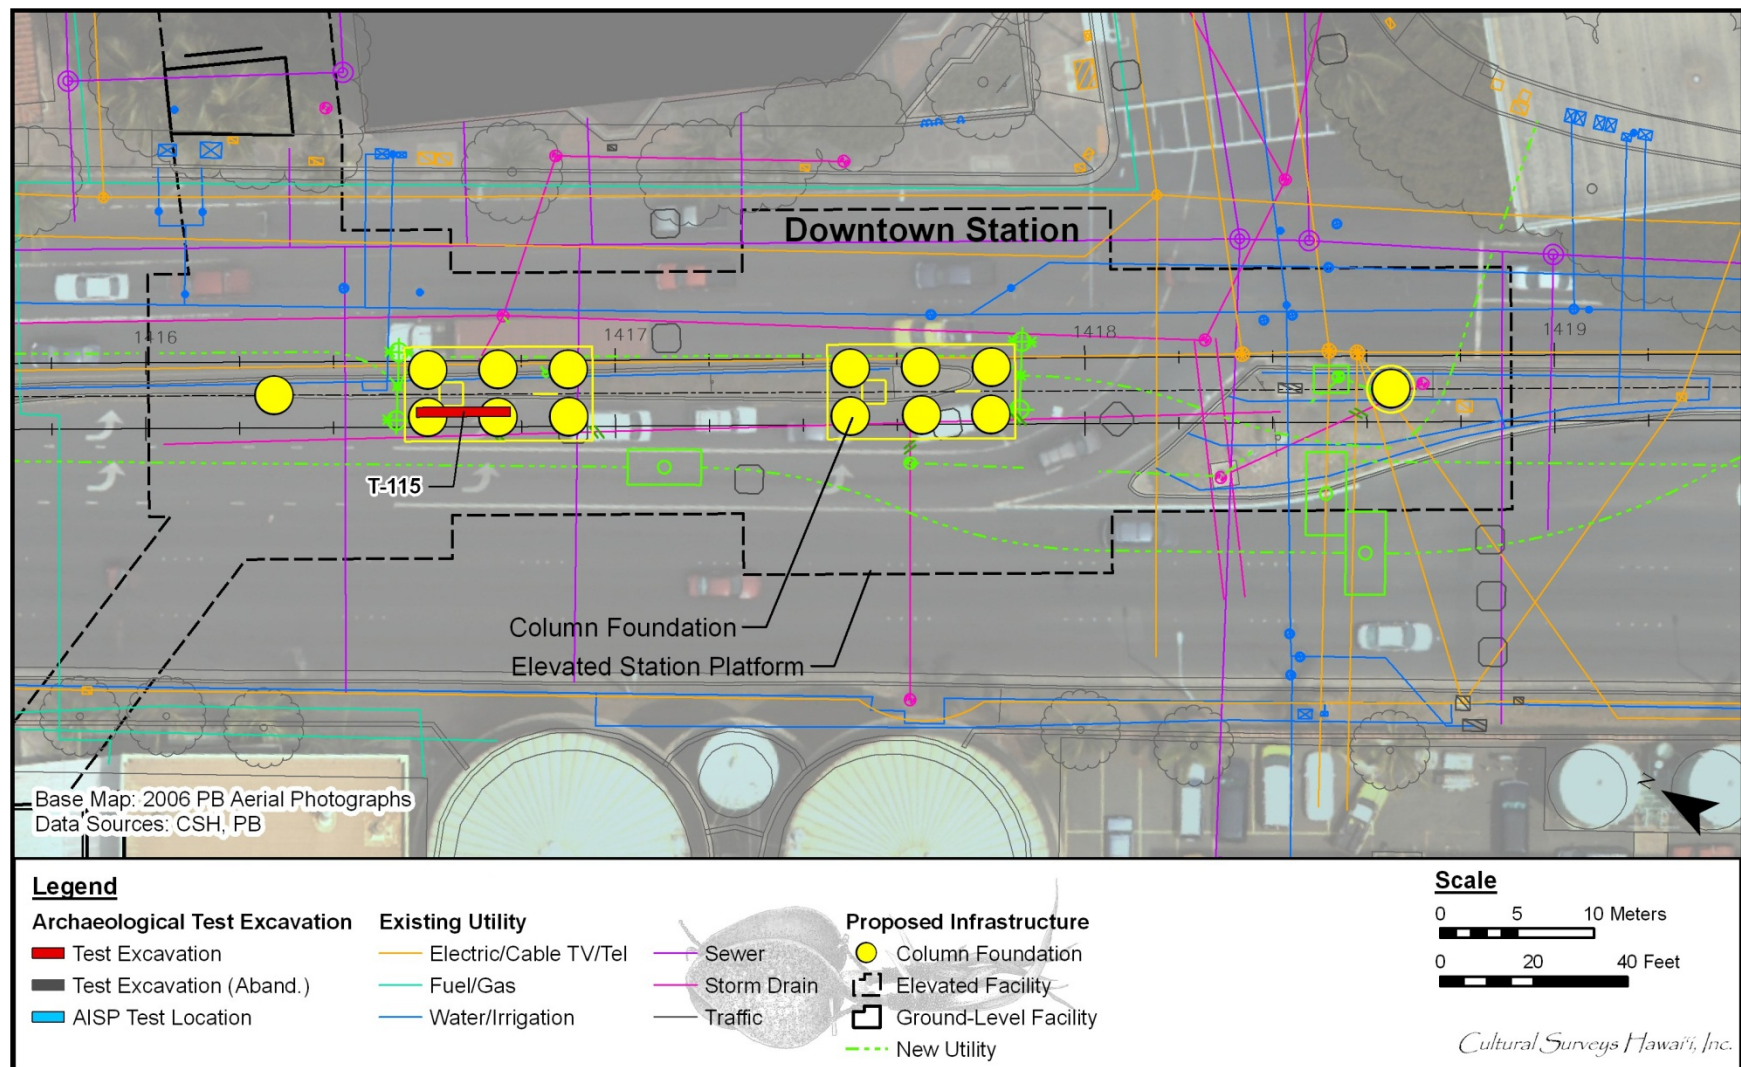 Downtown Station
1416
1417
1418
1419
T-115
Column Foundation
Elevated Station Platform
Base Map: 2006 PB Aerial Photographs
Data Sources: CSH, PB
N
Legend
Archaeological Test Excavation
Test Excavation
Test Excavation (Aband.)
AISP Test Location
Existing Utility
Electric/Cable TV/Tel
Fuel/Gas
Water/Irrigation
Sewer
Storm Drain
Traffic
Proposed Infrastructure
Column Foundation
Elevated Facility
Ground-Level Facility
New Utility
Scale
0 5 10 Meters
0 20 40 Feet
Cultural Surveys Hawai‘i, Inc.